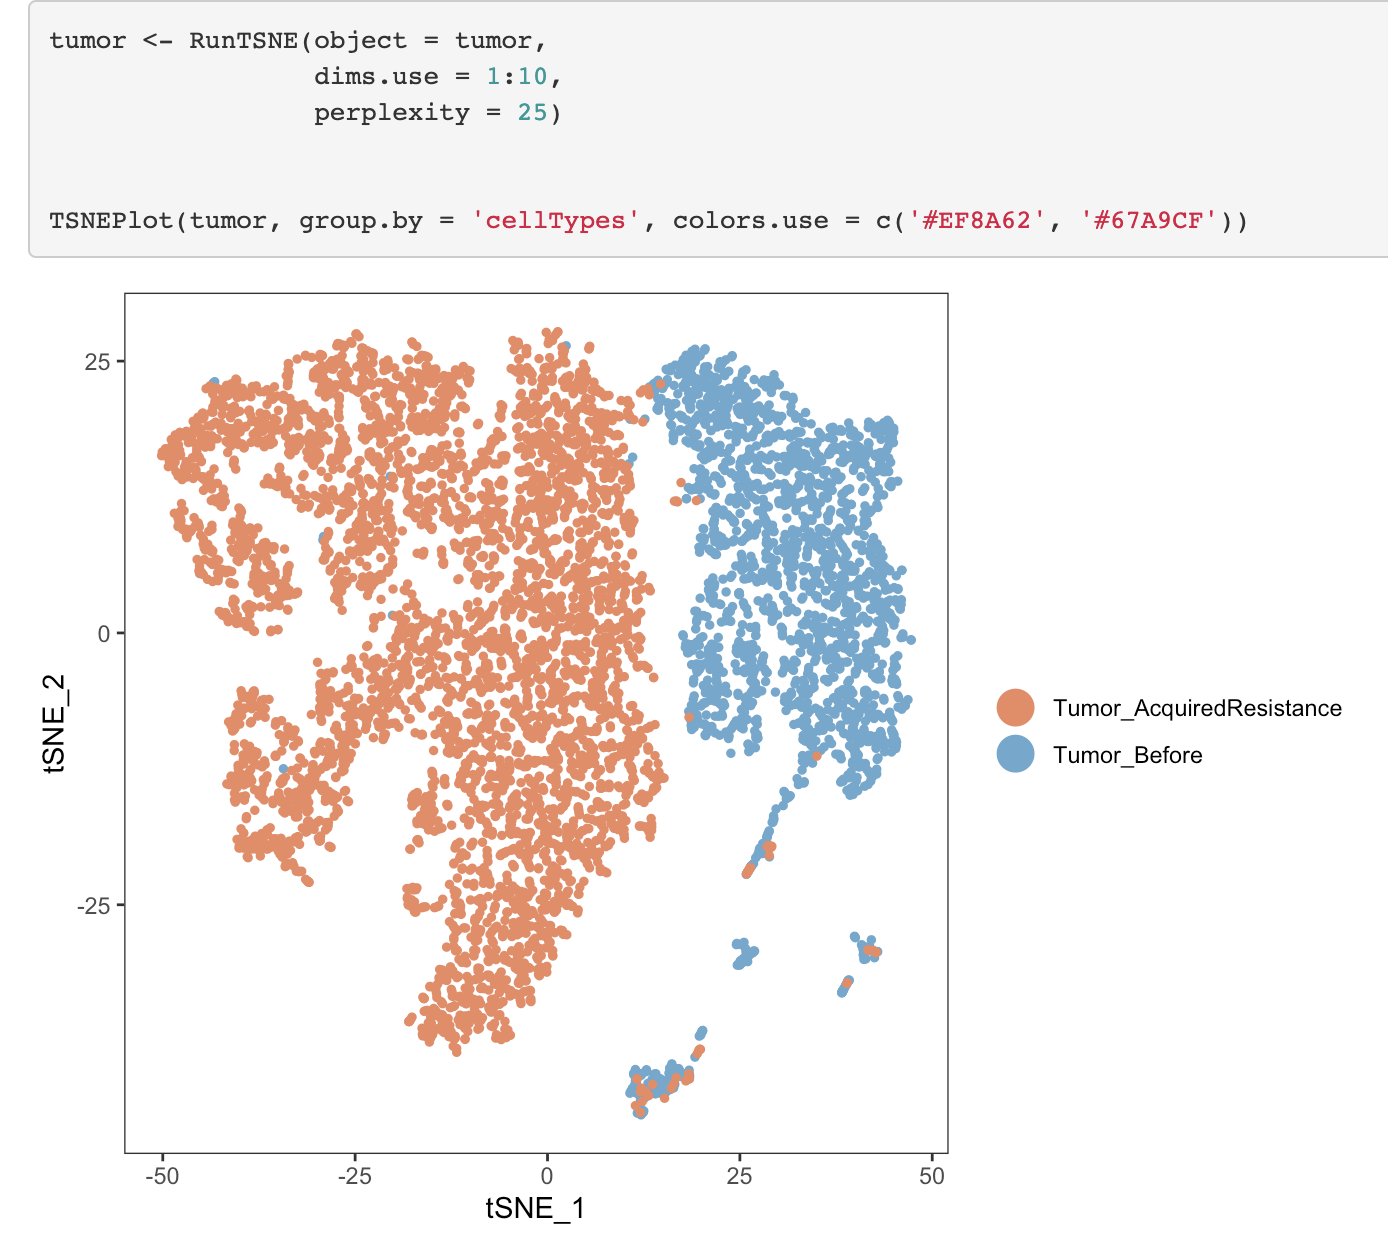 tumor <- RunTSNE(object = tumor,
dims.use = 1:10,
perplexity = 25)
TSNEPlot(tumor, group.by = 'cellTypes', colors.use = c('#EF8A62', '#67A9CF'))
25
0
-25
tSNE_2
-50
-25
0
25
50
tSNE_1
Tumor_AcquiredResistance
Tumor_Before